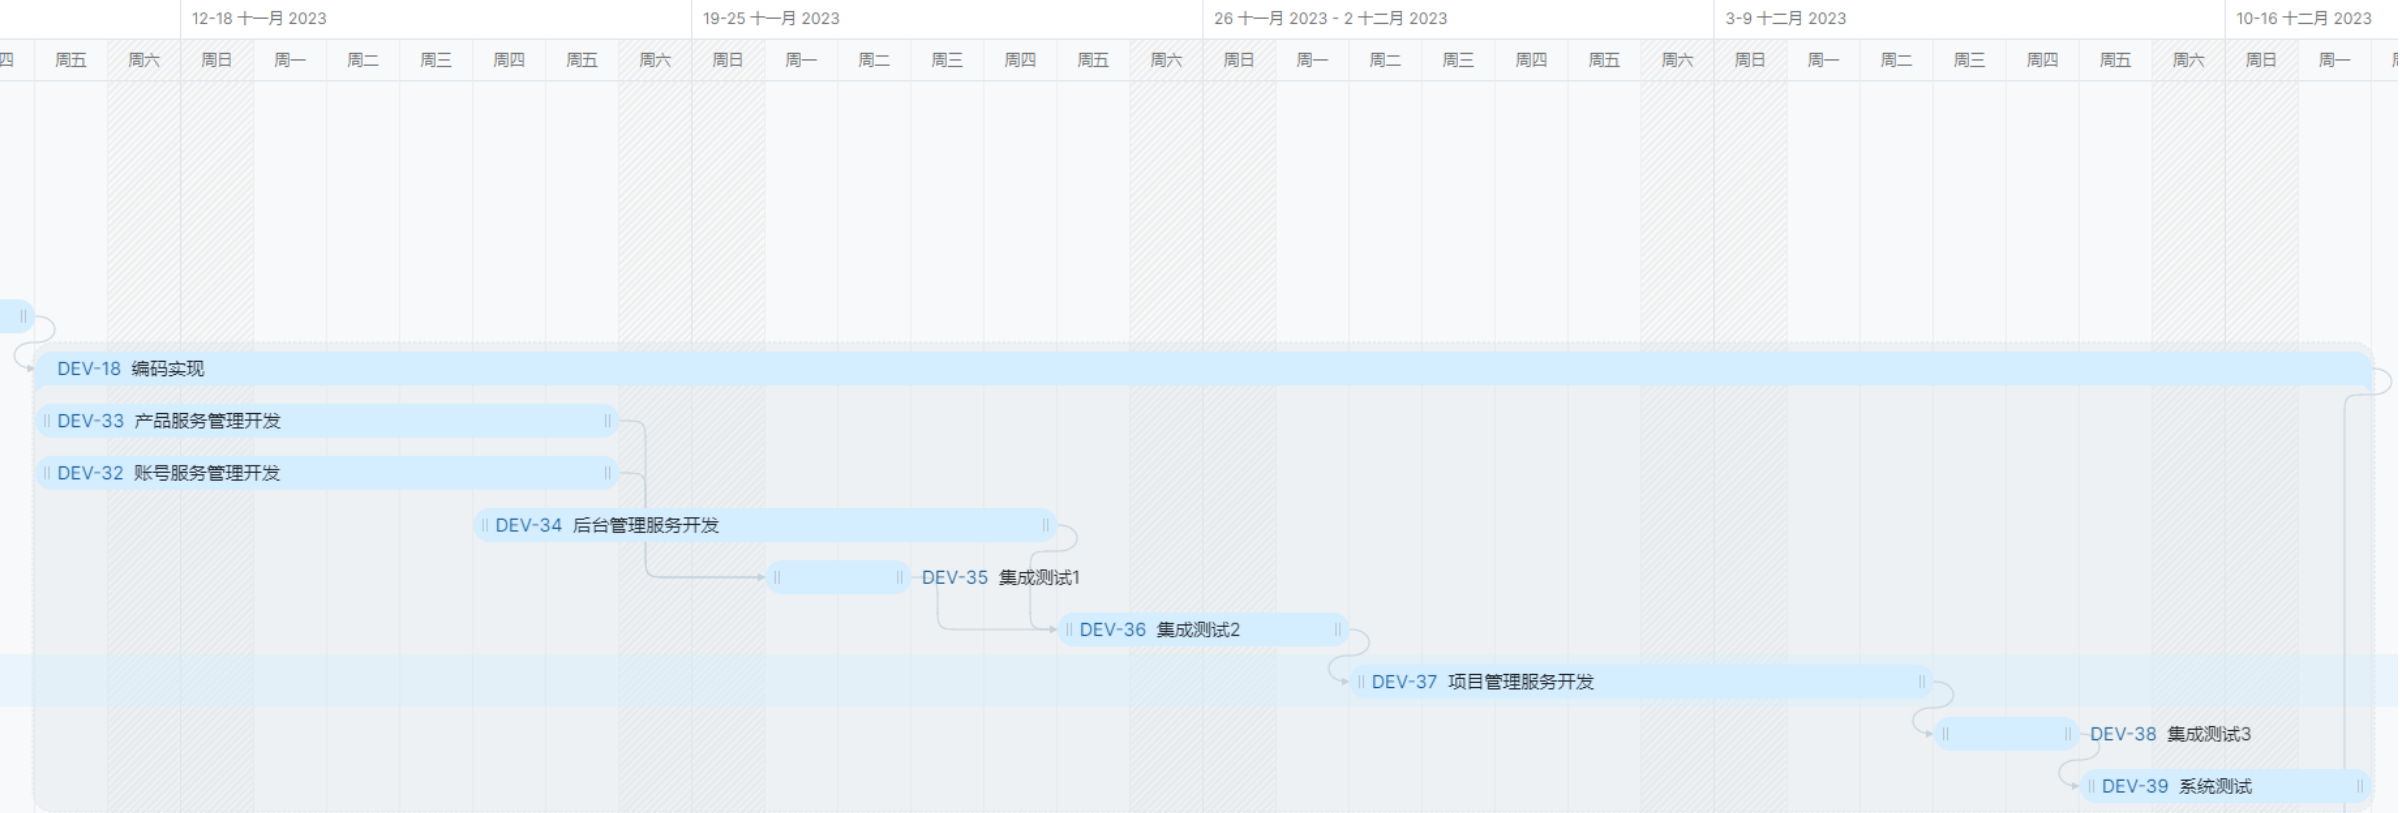 12-18 十一月 2023
19-25 十一月 2023
26 十一月 2023 - 2 十二月 2023
3-9 十二月 2023
10-16 十二月 2023
四 周五 周六 周日 周一 周二 周三 周四 周五 周六 周日 周一 周二 周三 周四 周五 周六 周日 周一 周二 周三 周四 周五 周六 周日 周一 周二 周三 周四 周五 周六 周日 周一
DEV-18 编码实现
DEV-33 产品服务管理开发
DEV-32 账号服务管理开发
DEV-34 后台管理服务开发
DEV-35 集成测试1
DEV-36 集成测试2
DEV-37 项目管理服务开发
DEV-38 集成测试3
DEV-39 系统测试